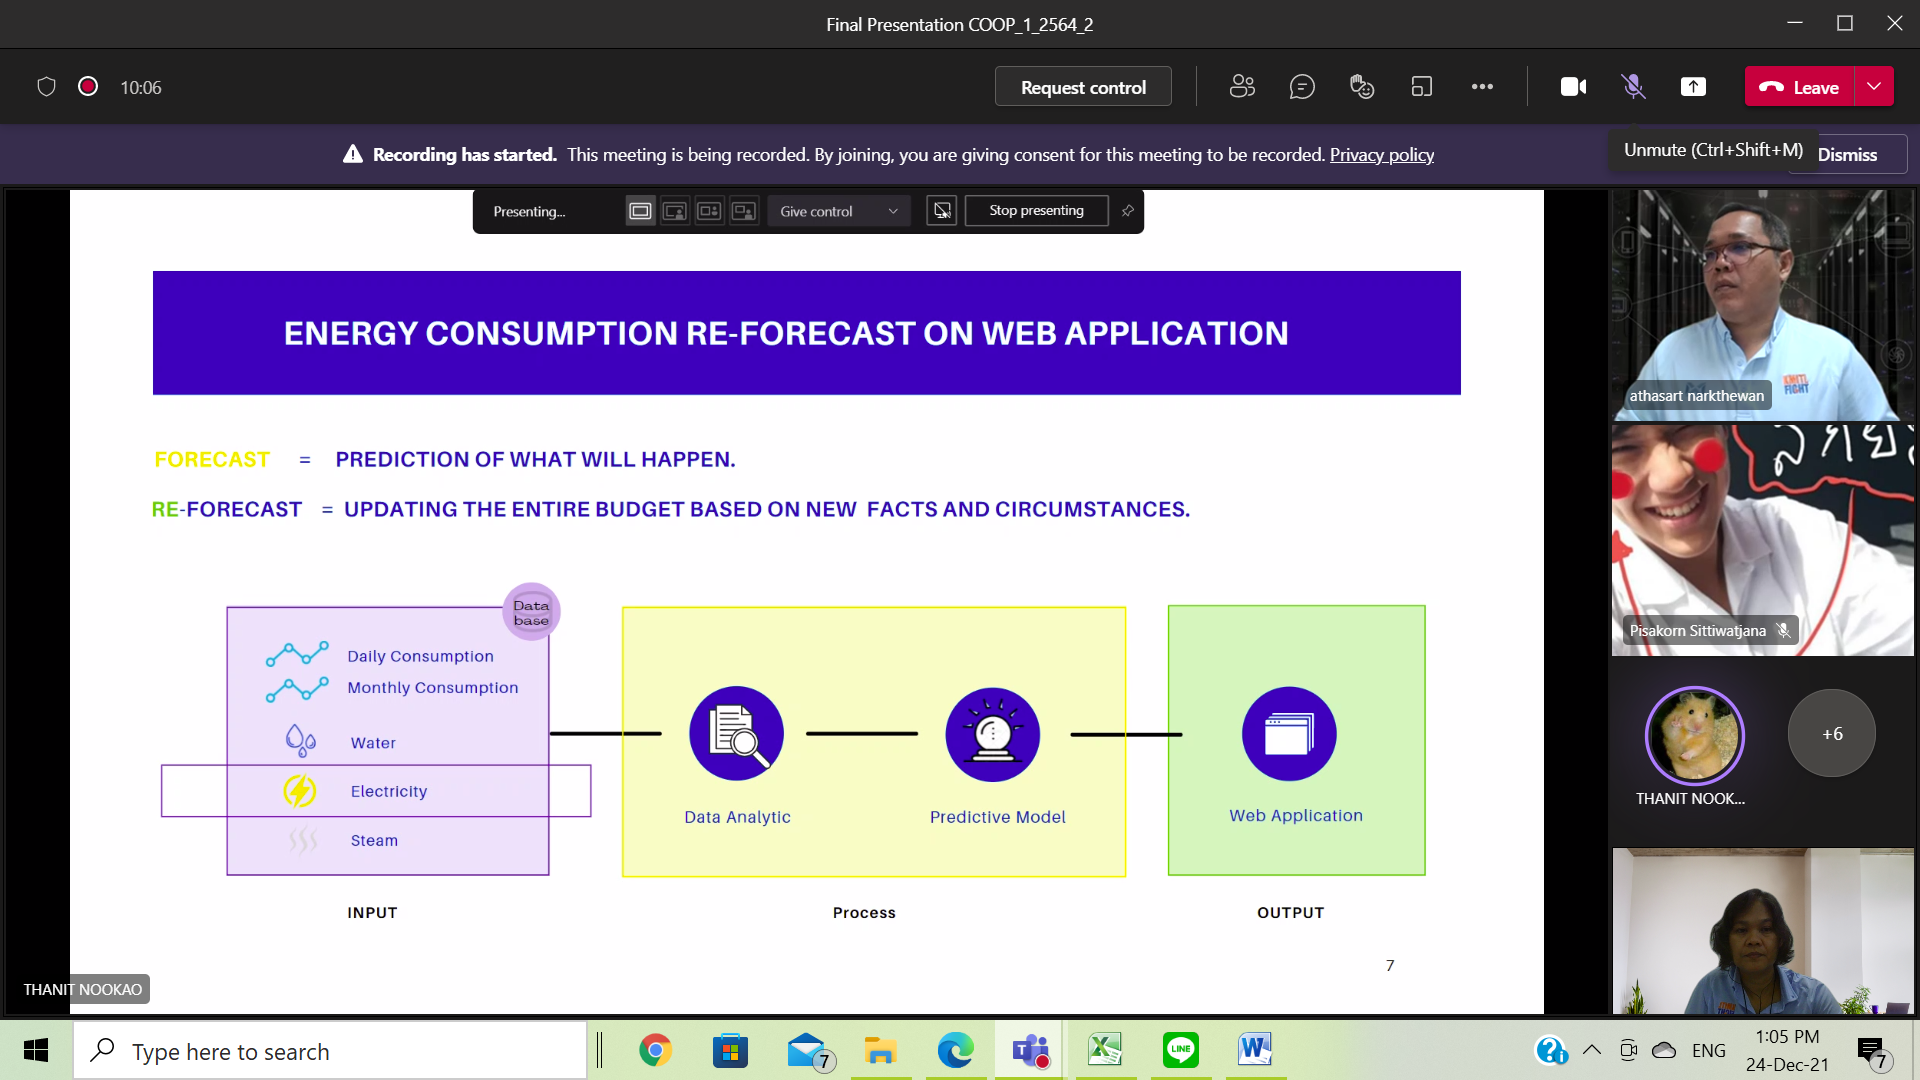 Final Presentation COOP_1_2564_2
10:06
Request control
Leave
Recording has started. This meeting is being recorded. By joining, you are giving consent for this meeting to be recorded. Privacy policy
Unmute (Ctrl+Shift+M)
Dismiss
Presenting...
Give control
Stop presenting
ENERGY CONSUMPTION RE-FORECAST ON WEB APPLICATION
FORECAST = PREDICTION OF WHAT WILL HAPPEN.
RE-FORECAST = UPDATING THE ENTIRE BUDGET BASED ON NEW FACTS AND CIRCUMSTANCES.
Data
base
Daily Consumption
Monthly Consumption
Water
Electricity
Steam
INPUT
Data Analytic
Predictive Model
Process
Web Application
OUTPUT
7
THANIT NOOKAO
athasart narkthewan
FIGHT
Pisakorn Sittiwatjana
THANIT NOOK...
+6
Type here to search
7
LINE
ENG
1:05 PM
24-Dec-21
7